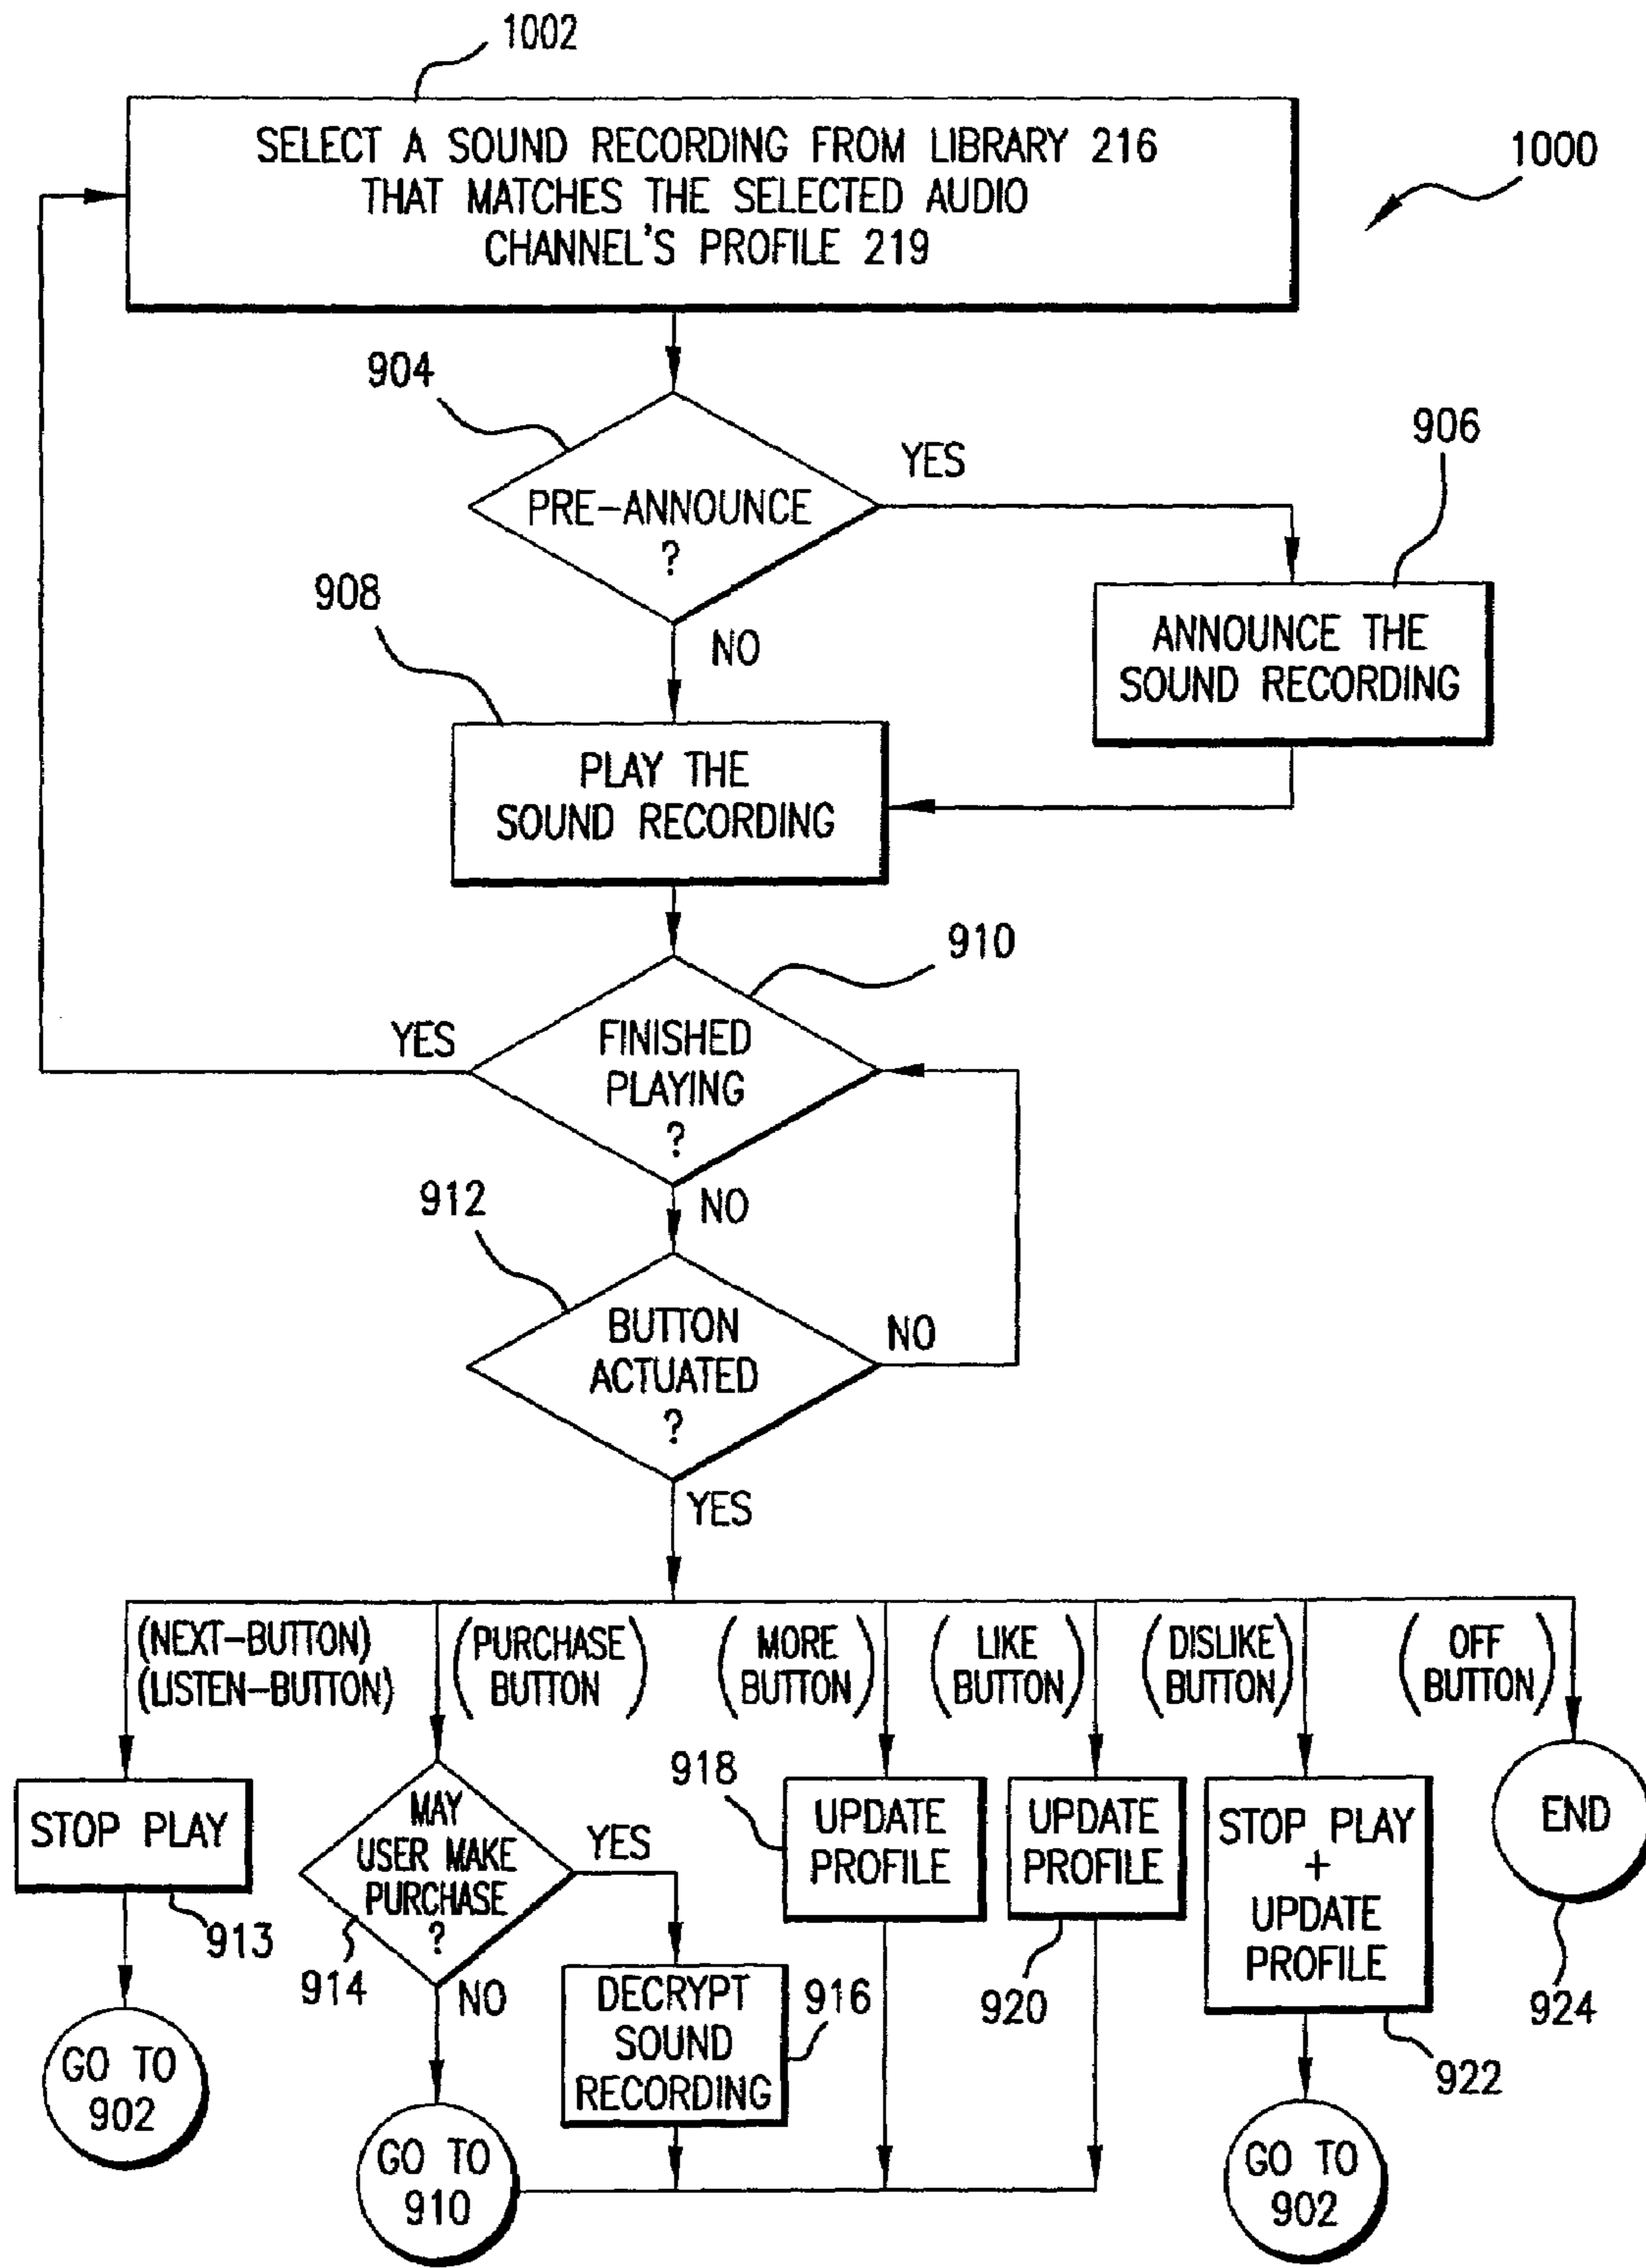 1002
SELECT A SOUND RECORDING FROM LIBRARY 216
THAT MATCHES THE SELECTED AUDIO
CHANNEL'S PROFILE 219
1000
904
PRE-ANNOUNCE
?
YES
906
NO
ANNOUNCE THE
SOUND RECORDING
908
PLAY THE
SOUND RECORDING
910
FINISHED
PLAYING
?
YES
NO
912
BUTTON
ACTUATED
?
NO
YES
(NEXT-BUTTON)
(LISTEN-BUTTON)
(PURCHASE
BUTTON)
(MORE
BUTTON)
(LIKE
BUTTON)
(DISLIKE
BUTTON)
(OFF
BUTTON)
STOP PLAY
913
GO TO
902
MAY
USER MAKE
PURCHASE
?
914
YES
NO
GO TO
910
DECRYPT
SOUND
RECORDING
916
918
UPDATE
PROFILE
UPDATE
PROFILE
920
STOP PLAY
+
UPDATE
PROFILE
922
GO TO
902
END
924